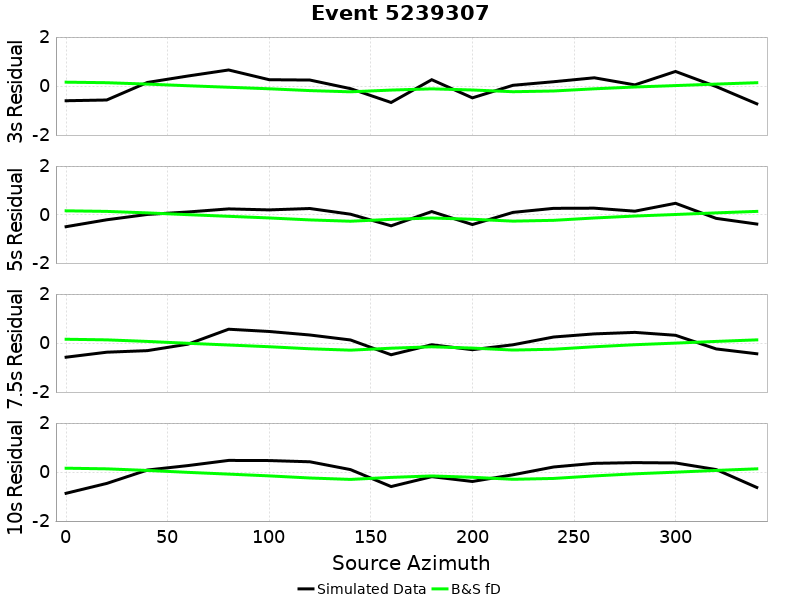 Event 5239307
3s Residual
2
0
-2
5s Residual
2
0
-2
7.5s Residual
2
0
-2
10s Residual
2
0
-2
0 50 100 150 200 250 300
Source Azimuth
Simulated Data B&S fD